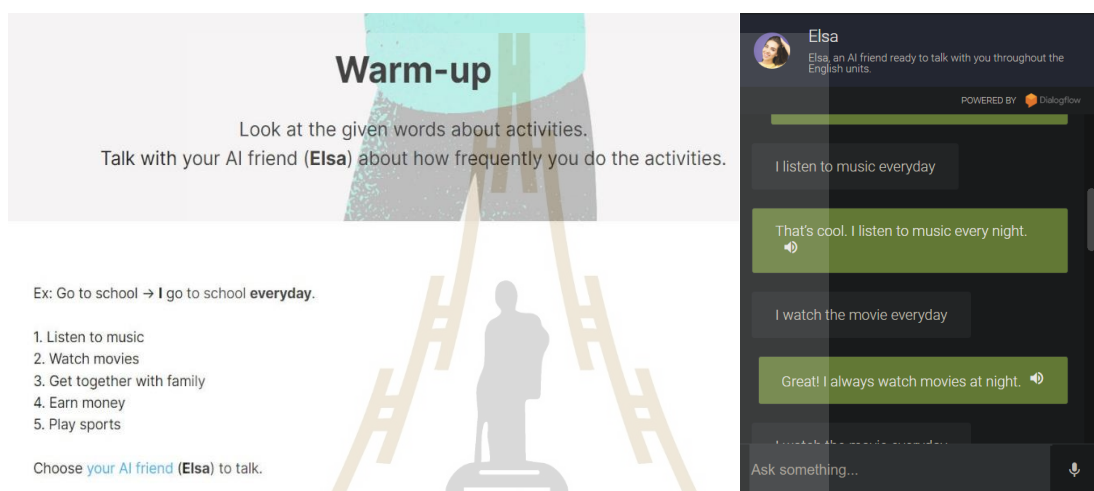 Warm-up
Look at the given words about activities.
Talk with your AI friend (Elsa) about how frequently you do the activities.
Ex: Go to school → I go to school everyday.
1. Listen to music
2. Watch movies
3. Get together with family
4. Earn money
5. Play sports
Choose your AI friend (Elsa) to talk.
Elsa
Elsa, an AI friend ready to talk with you throughout the
English units.
POWERED BY Dialogflow
I listen to music everyday
That's cool. I listen to music every night.
I watch the movie everyday
Great! I always watch movies at night.
I watch the movie everyday
Ask something...